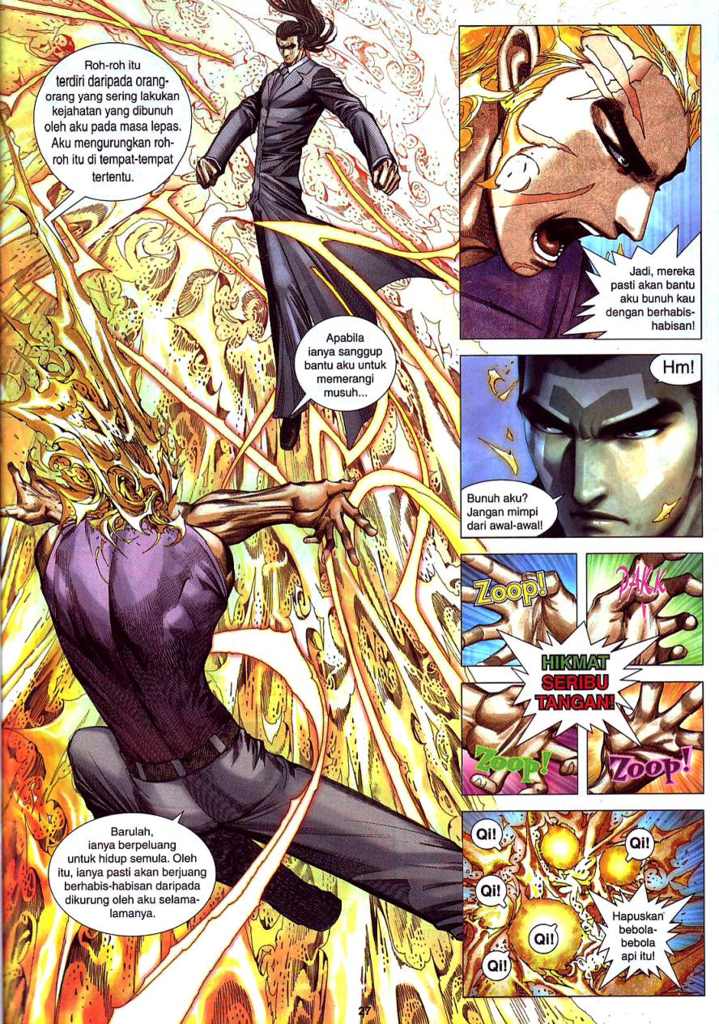 Roh-roh itu
terdiri daripada orang-
orang yang sering lakukan
kejahatan yang dibunuh
oleh aku pada masa lepas.
Aku mengurungkan roh-
roh itu di tempat-tempat
tertentu.
Apabila
ianya sanggup
bantu aku untuk
memerangi
musuh...
Barulah,
ianya berpeluang
untuk hidup semula. Oleh
itu, ianya pasti akan berjuang
berhabis-habisan daripada
dikurung oleh aku selama-
lamanya.
Jadi, mereka
pasti akan bantu
aku bunuh kau
dengan berhabis-
habisan!
Hm!
Bunuh aku?
Jangan mimpi
dari awal-awal!
Zoop!
HIKMAT
SERIBU
TANGAN!
Zoop!
Zoop!
Qi!
Qi!
Qi!
Qi!
Qi!
Hapuskan
bebola-
bebola
api itu!
27